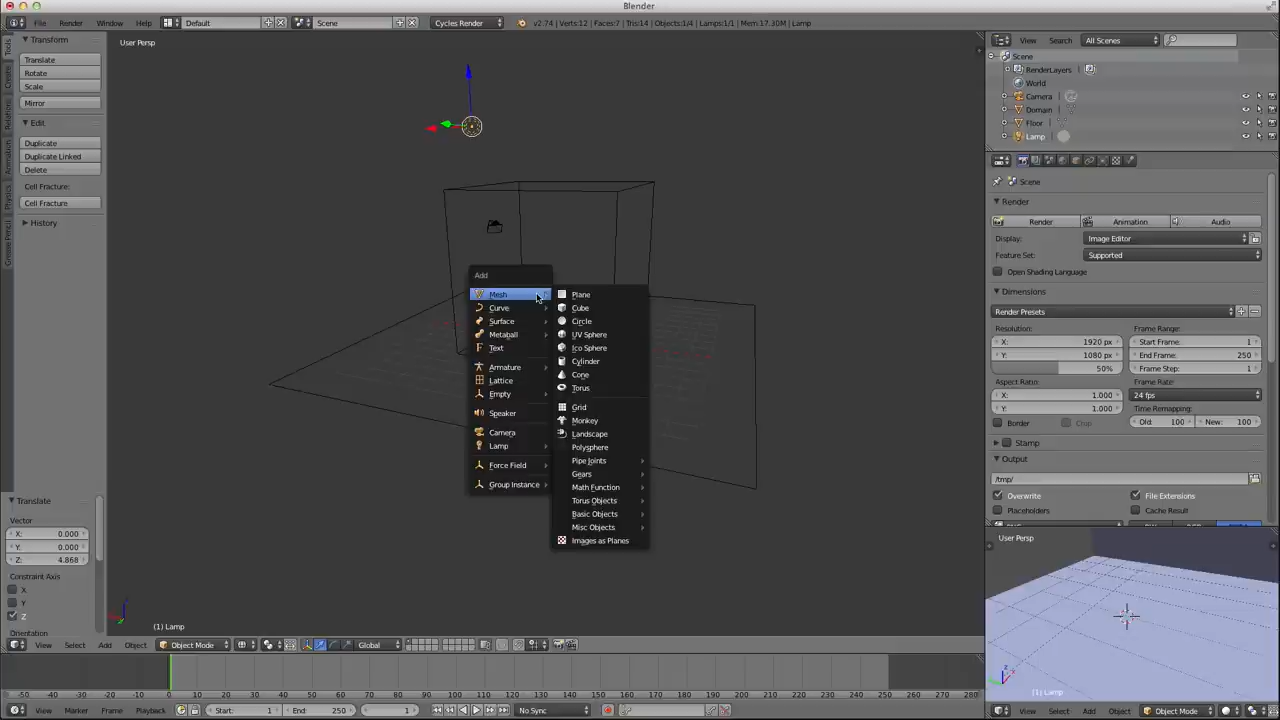 Blender
File Render Window Help Default Scene Cycles Render v2.74 | Verts:12 | Faces:7 | Tris:14 | Objects:1/4 | Lamps:1/1 | Mem:17.30M | Lamp
Tools
Create
Relations
Animation
Physics
Grease Pencil
Transform
Translate
Rotate
Scale
Mirror
Edit
Duplicate
Duplicate Linked
Delete
Cell Fracture:
Cell Fracture
History
Translate
Vector
X: 0.000
Y: 0.000
Z: 4.868
Constraint Axis
X
Y
Z
Orientation
User Persp
Add
Mesh
Curve
Surface
Metaball
Text
Armature
Lattice
Empty
Speaker
Camera
Lamp
Force Field
Group Instance
Plane
Cube
Circle
UV Sphere
Ico Sphere
Cylinder
Cone
Torus
Grid
Monkey
Landscape
Polysphere
Pipe Joints
Gears
Math Function
Torus Objects
Basic Objects
Misc Objects
Images as Planes
(1) Lamp
View Select Add Object Object Mode Global
-50 -40 -30 -20 -10 0 10 20 30 40 50 60 70 80 90 100 110 120 130 140 150 160 170 180 190 200 210 220 230 240 250 260 270 280
View Marker Frame Playback Start: 1 End: 250 1 No Sync
View Search All Scenes
Scene
RenderLayers
World
Camera
Domain
Floor
Lamp
Scene
Render
Render Animation Audio
Display: Image Editor
Feature Set: Supported
Open Shading Language
Dimensions
Render Presets
Resolution: Frame Range:
X: 1920 px Start Frame: 1
Y: 1080 px End Frame: 250
50% Frame Step: 1
Aspect Ratio: Frame Rate:
X: 1.000 24 fps
Y: 1.000 Time Remapping:
Border Crop Old: 100 New: 100
Stamp
Output
/tmp/
Overwrite File Extensions
Placeholders Cache Result
User Persp
(1) Lamp
View Select Add Object Object Mode